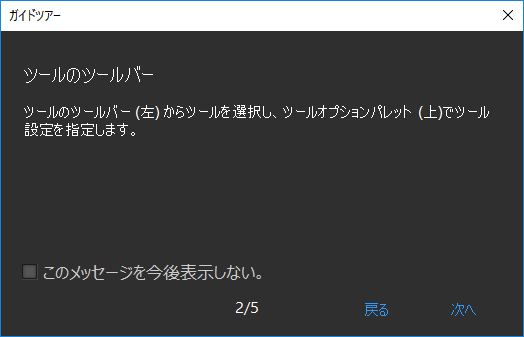 ガイドツアー
ツールのツールバー
ツールのツールバー (左) からツールを選択し、ツールオプションパレット (上)でツール
設定を指定します。
このメッセージを今後表示しない。
2/5
戻る
次へ